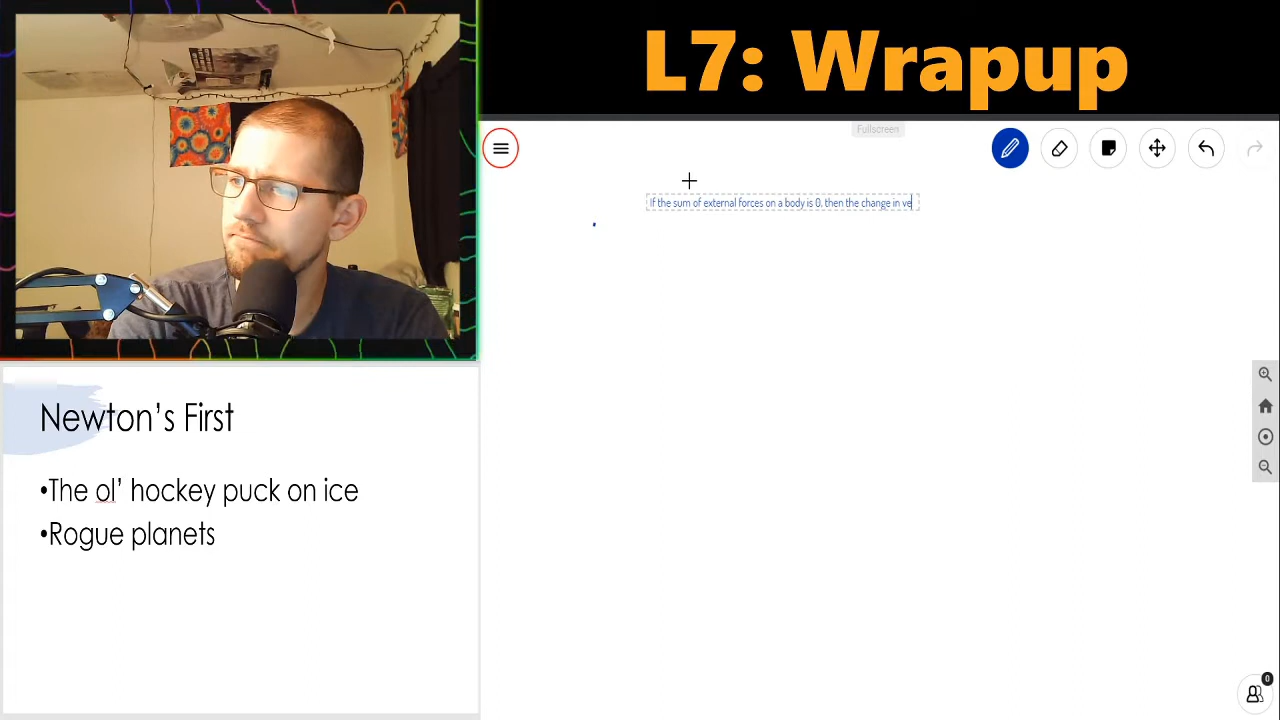 L7: Wrapup
Fullscreen
If the sum of external forces on a body is 0, then the change in ve
Newton's First
•The ol' hockey puck on ice
•Rogue planets
0